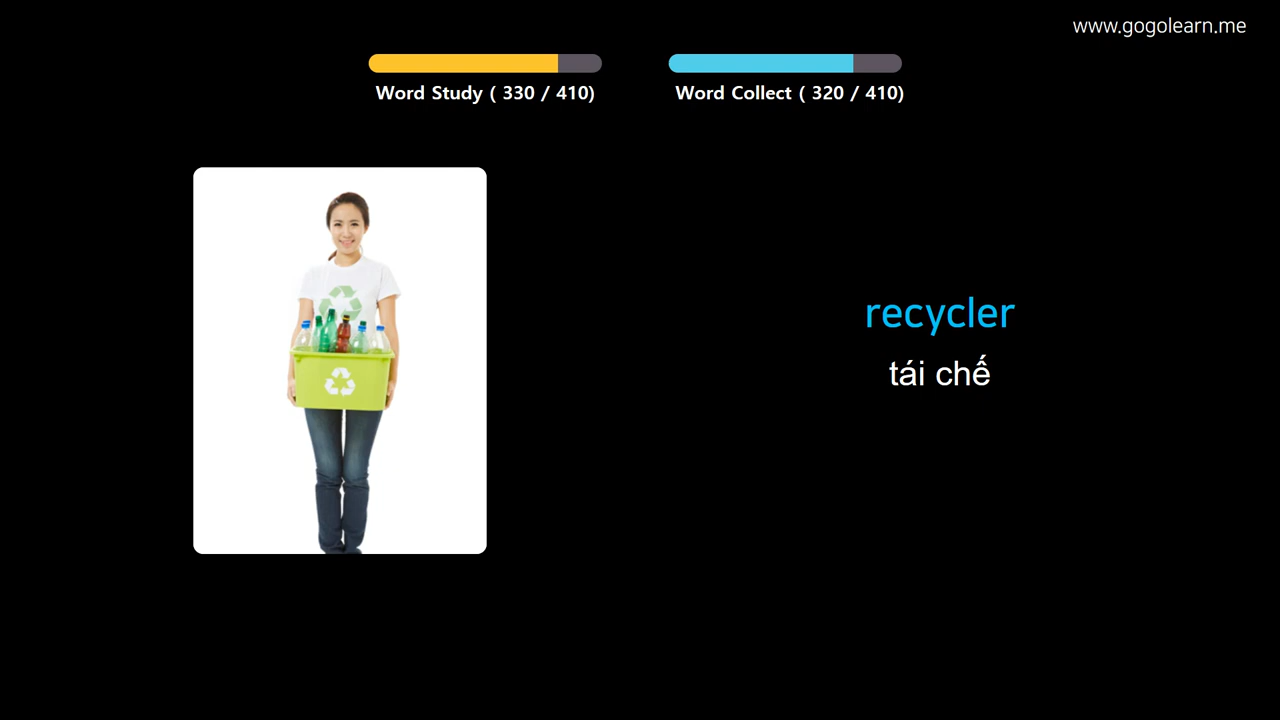 www.gogolearn.me
Word Study ( 330 / 410)
Word Collect ( 320 / 410)
recycler
tái chế